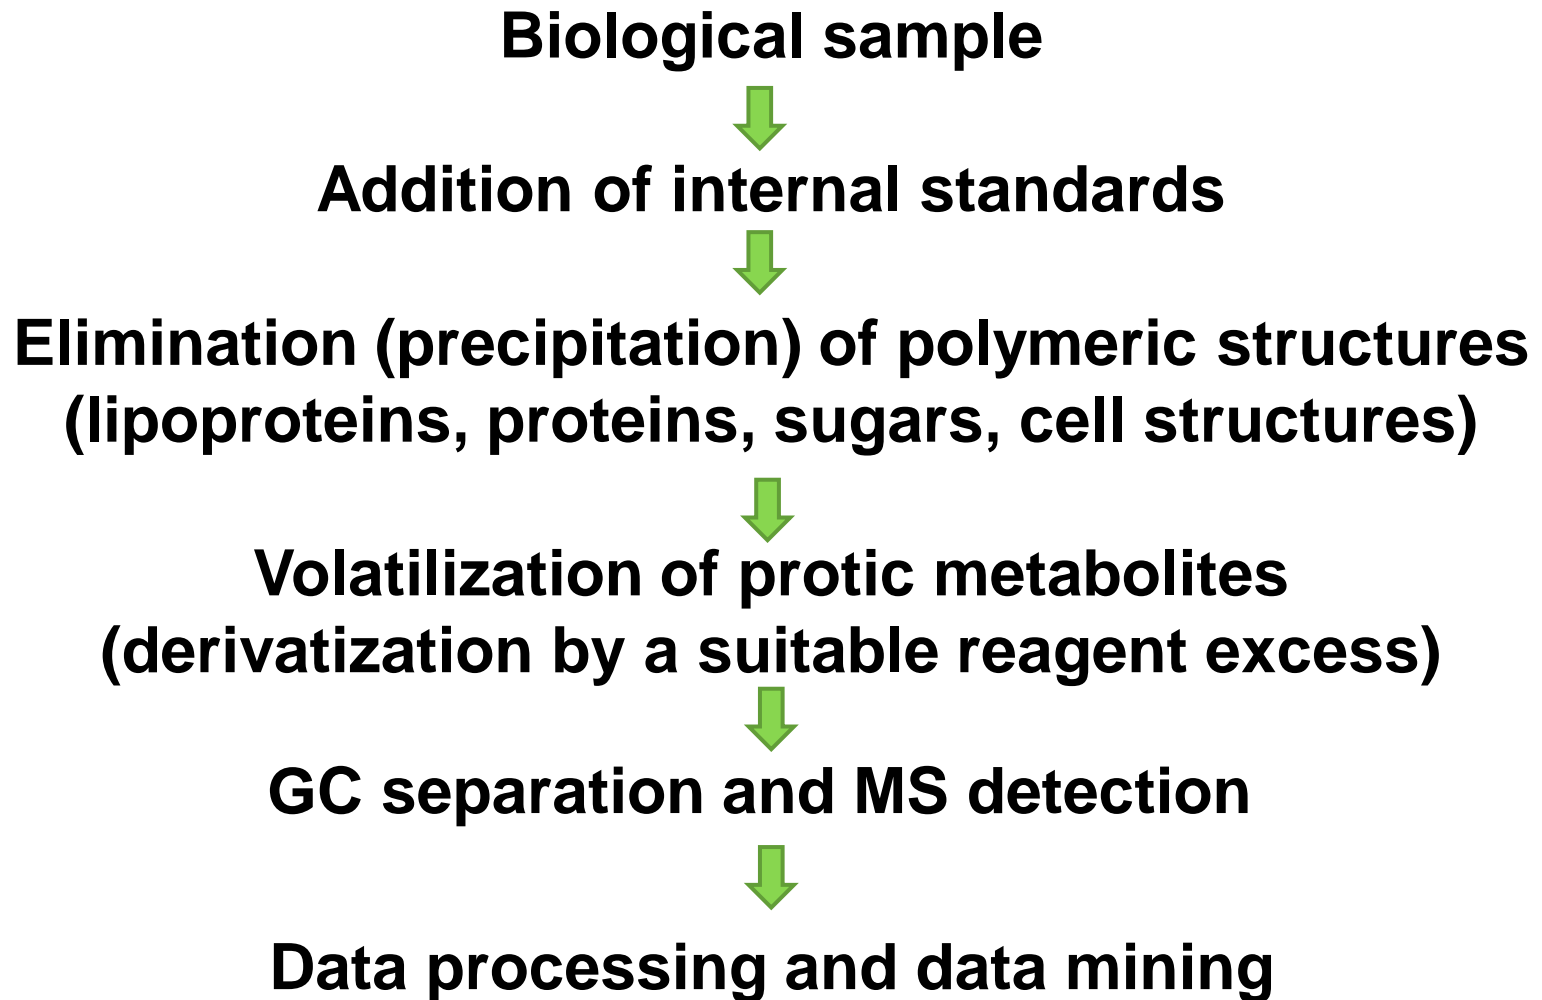 Biological sample
Addition of internal standards
Elimination (precipitation) of polymeric structures
(lipoproteins, proteins, sugars, cell structures)
Volatilization of protic metabolites
(derivatization by a suitable reagent excess)
GC separation and MS detection
Data processing and data mining